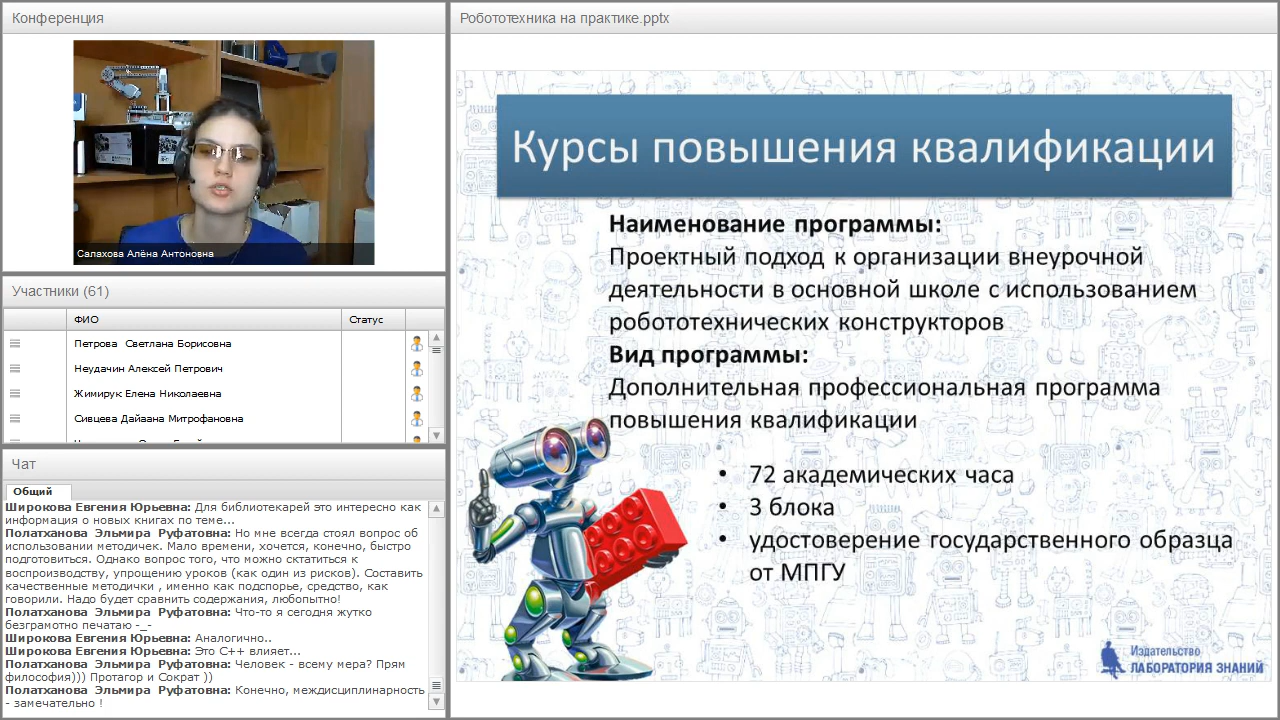 Конференция
Салахова Алёна Антоновна
Участники (61)
ФИО
Статус
Петрова Светлана Борисовна
Неудачин Алексей Петрович
Жимирук Елена Николаевна
Сивцева Дайаана Митрофановна
Чат
Общий
Широкова Евгения Юрьевна: Для библиотекарей это интересно как
информация о новых книгах по теме...
Полатханова Эльмира Руфатовна: Но мне всегда стоял вопрос об
использовании методичек. Мало времени, хочется, конечно, быстро
подготовиться. Однако вопрос того, что можно сктатиться к
воспроизводству, упрощению уроков (как один из рисков). Составить
качественные методички , именно как подспорье, средство, как
говорили. Надо будет сравнить содержания, любопытно!
Полатханова Эльмира Руфатовна: Что-то я сегодня жутко
безграмотно печатаю -_-
Широкова Евгения Юрьевна: Аналогично..
Широкова Евгения Юрьевна: Это С++ влияет...
Полатханова Эльмира Руфатовна: Человек - всему мера? Прям
философия))) Протагор и Сократ ))
Полатханова Эльмира Руфатовна: Конечно, междисциплинарность
- замечательно !
Робототехника на практике.pptx
Курсы повышения квалификации
Наименование программы:
Проектный подход к организации внеурочной
деятельности в основной школе с использованием
робототехнических конструкторов
Вид программы:
Дополнительная профессиональная программа
повышения квалификации
• 72 академических часа
• 3 блока
• удостоверение государственного образца
от МПГУ
Издательство
ЛАБОРАТОРИЯ ЗНАНИЙ